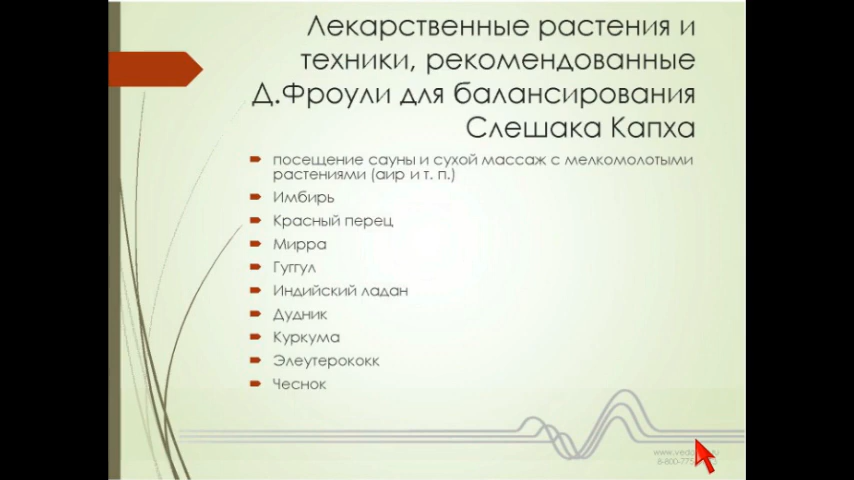 Лекарственные растения и
техники, рекомендованные
Д.Фроули для балансирования
Слешака Капха
посещение сауны и сухой массаж с мелкомолотыми
растениями (аир и т. п.)
Имбирь
Красный перец
Мирра
Гуггул
Индийский ладан
Дудник
Куркума
Элеутерококк
Чеснок